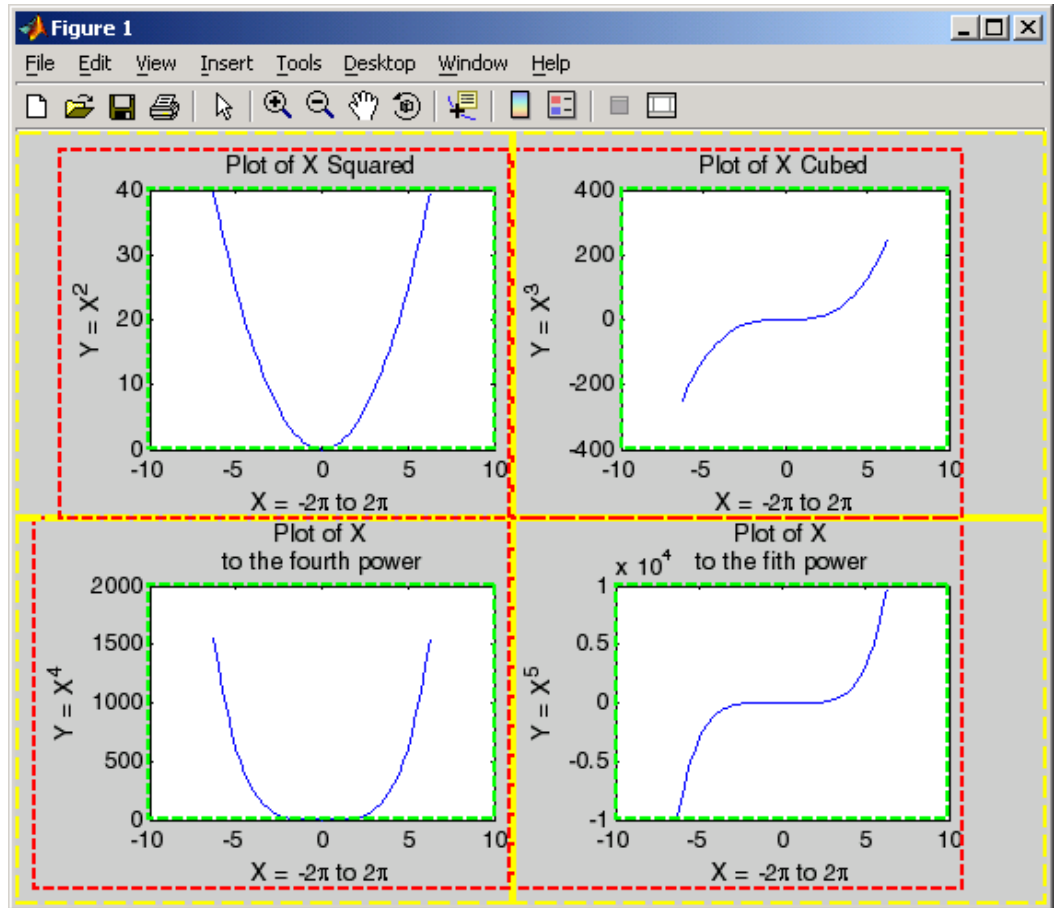 Figure 1
File Edit View Insert Tools Desktop Window Help
Plot of X Squared
Y = X²
40
30
20
10
0
-10 -5 0 5 10
X = -2π to 2π
Plot of X Cubed
Y = X³
400
200
0
-200
-400
-10 -5 0 5 10
X = -2π to 2π
Plot of X
to the fourth power
Y = X⁴
2000
1500
1000
500
0
-10 -5 0 5 10
X = -2π to 2π
Plot of X
to the fith power
x 10⁴
Y = X⁵
1
0.5
0
-0.5
-1
-10 -5 0 5 10
X = -2π to 2π